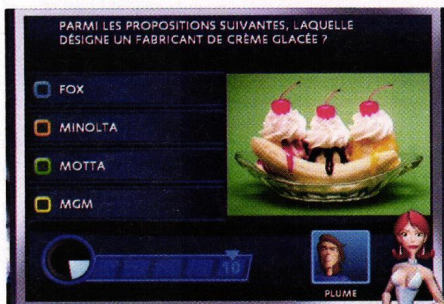 PARMI LES PROPOSITIONS SUIVANTES, LAQUELLE
DÉSIGNE UN FABRICANT DE CRÈME GLACÉE ?
FOX
MINOLTA
MOTTA
MGM
10
PLUME